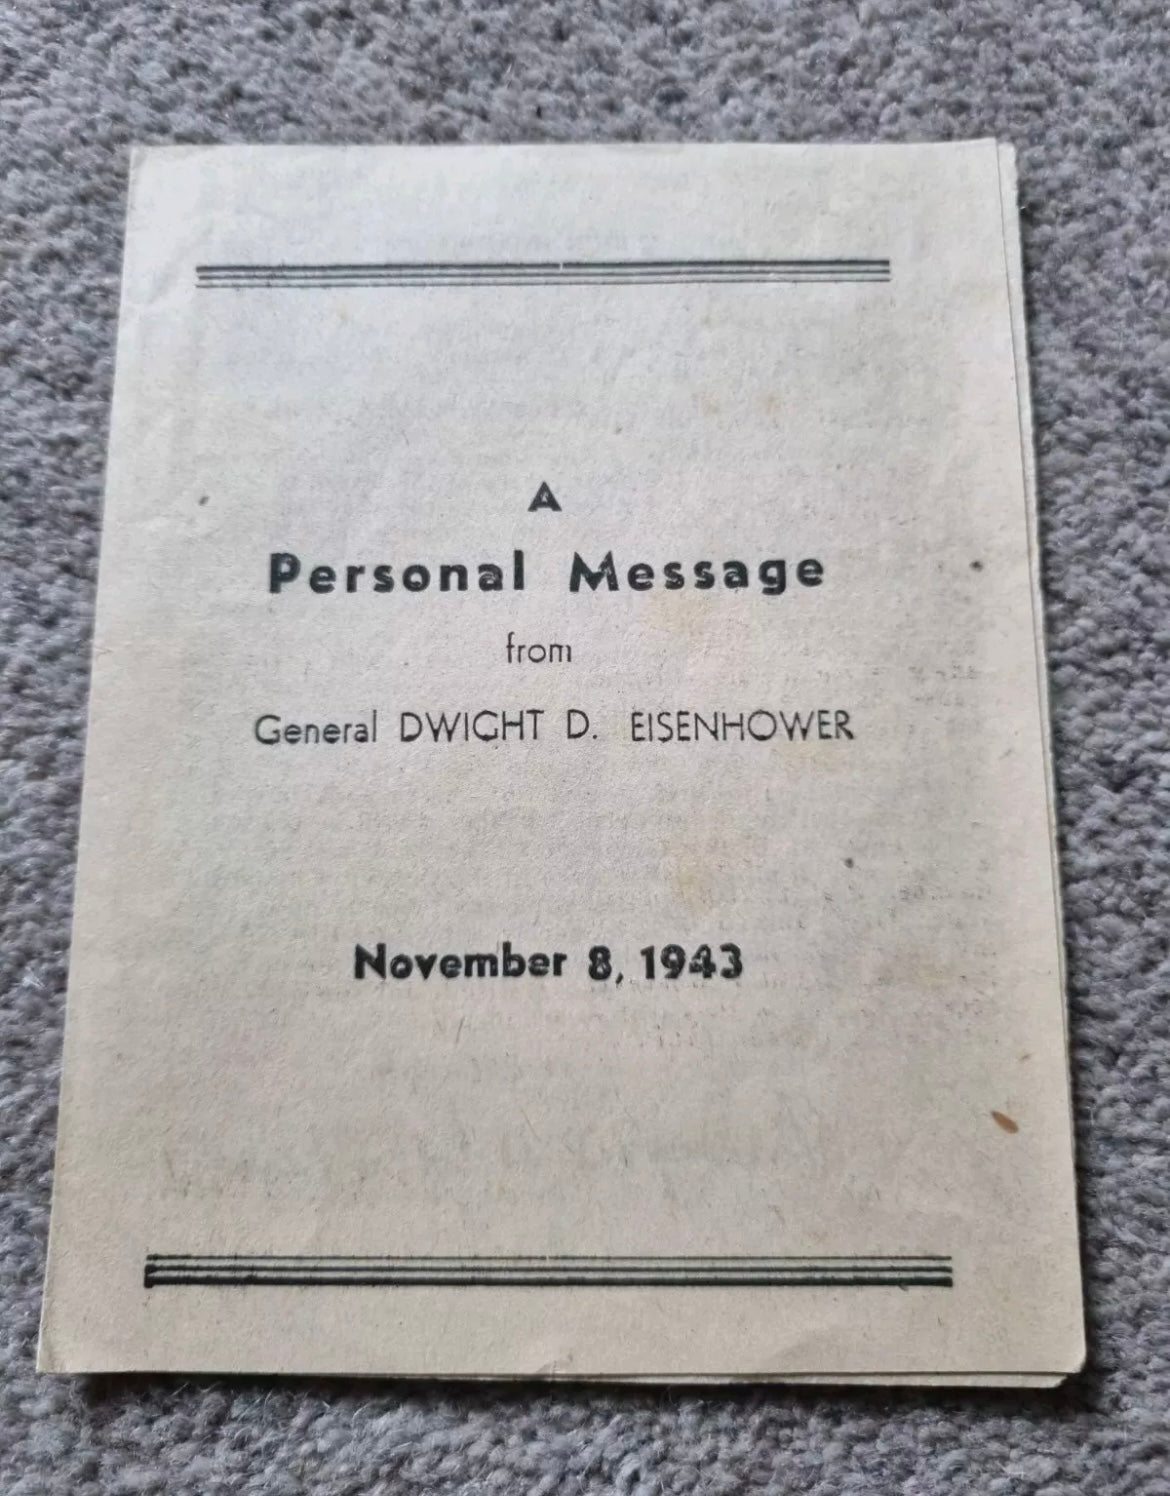 A
Personal Message
from
General DWIGHT D. EISENHOWER
November 8, 1943